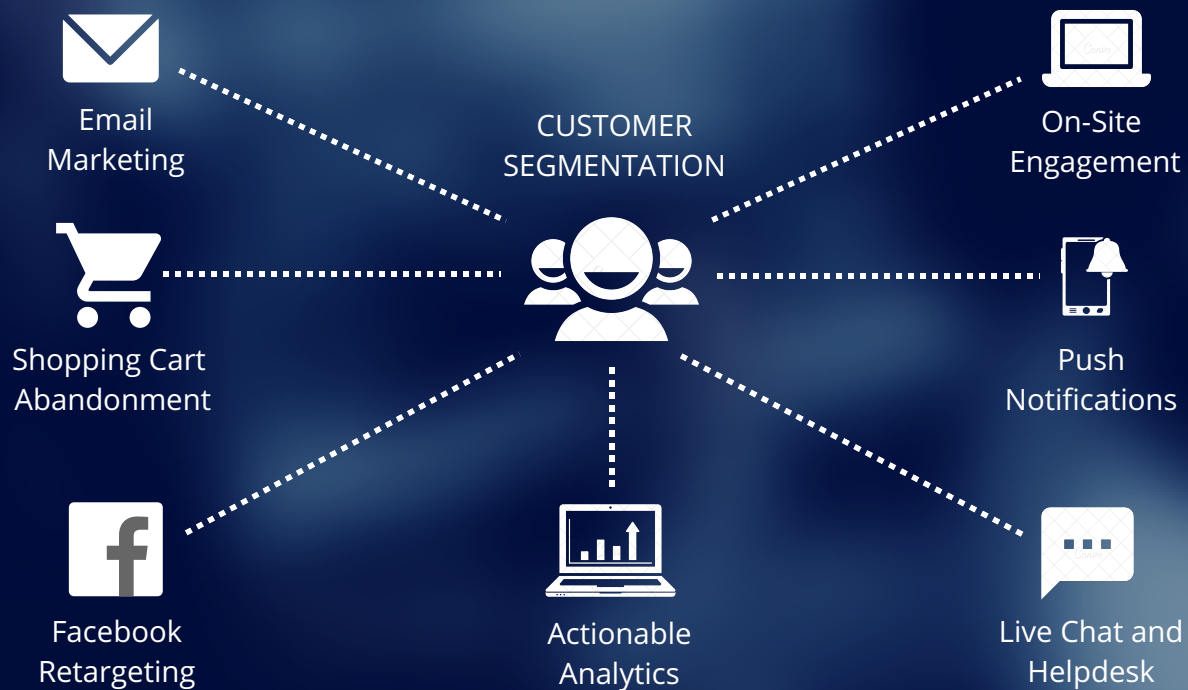 Email
Marketing
CUSTOMER
SEGMENTATION
On-Site
Engagement
Shopping Cart
Abandonment
Push
Notifications
Facebook
Retargeting
Actionable
Analytics
Live Chat and
Helpdesk